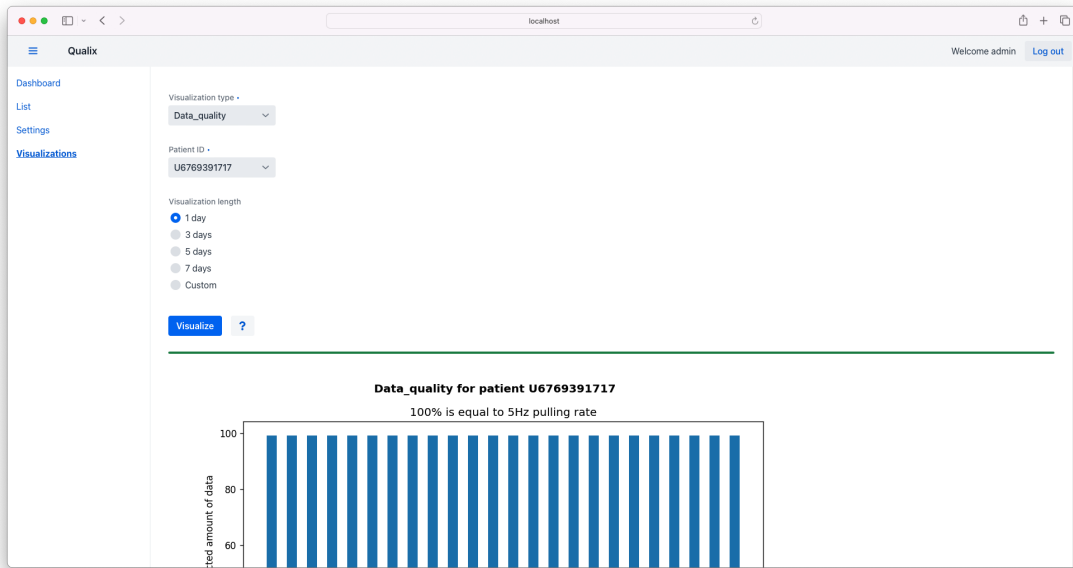 localhost
Qualix
Welcome admin
Log out
Dashboard
List
Settings
Visualizations
Visualization type •
Data_quality
Patient ID •
U6769391717
Visualization length
1 day
3 days
5 days
7 days
Custom
Visualize
?
Data_quality for patient U6769391717
100% is equal to 5Hz pulling rate
100
80
60
amount of data